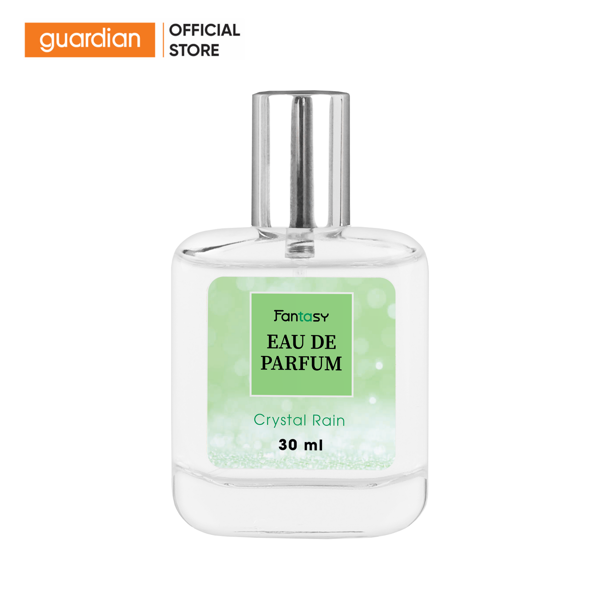 guardian
OFFICIAL
STORE
Fantasy
EAU DE
PARFUM
Crystal Rain
30 ml